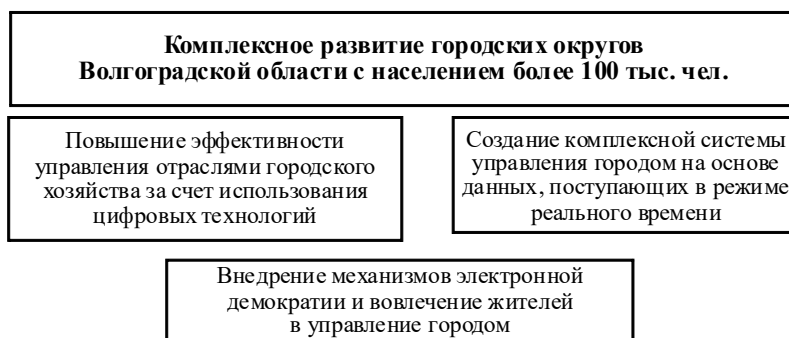 Комплексное развитие городских округов
Волгоградской области с населением более 100 тыс. чел.
Повышение эффективности
управления отраслями городского
хозяйства за счет использования
цифровых технологий
Создание комплексной системы
управления городом на основе
данных, поступающих в режиме
реального времени
Внедрение механизмов электронной
демократии и вовлечение жителей
в управление городом